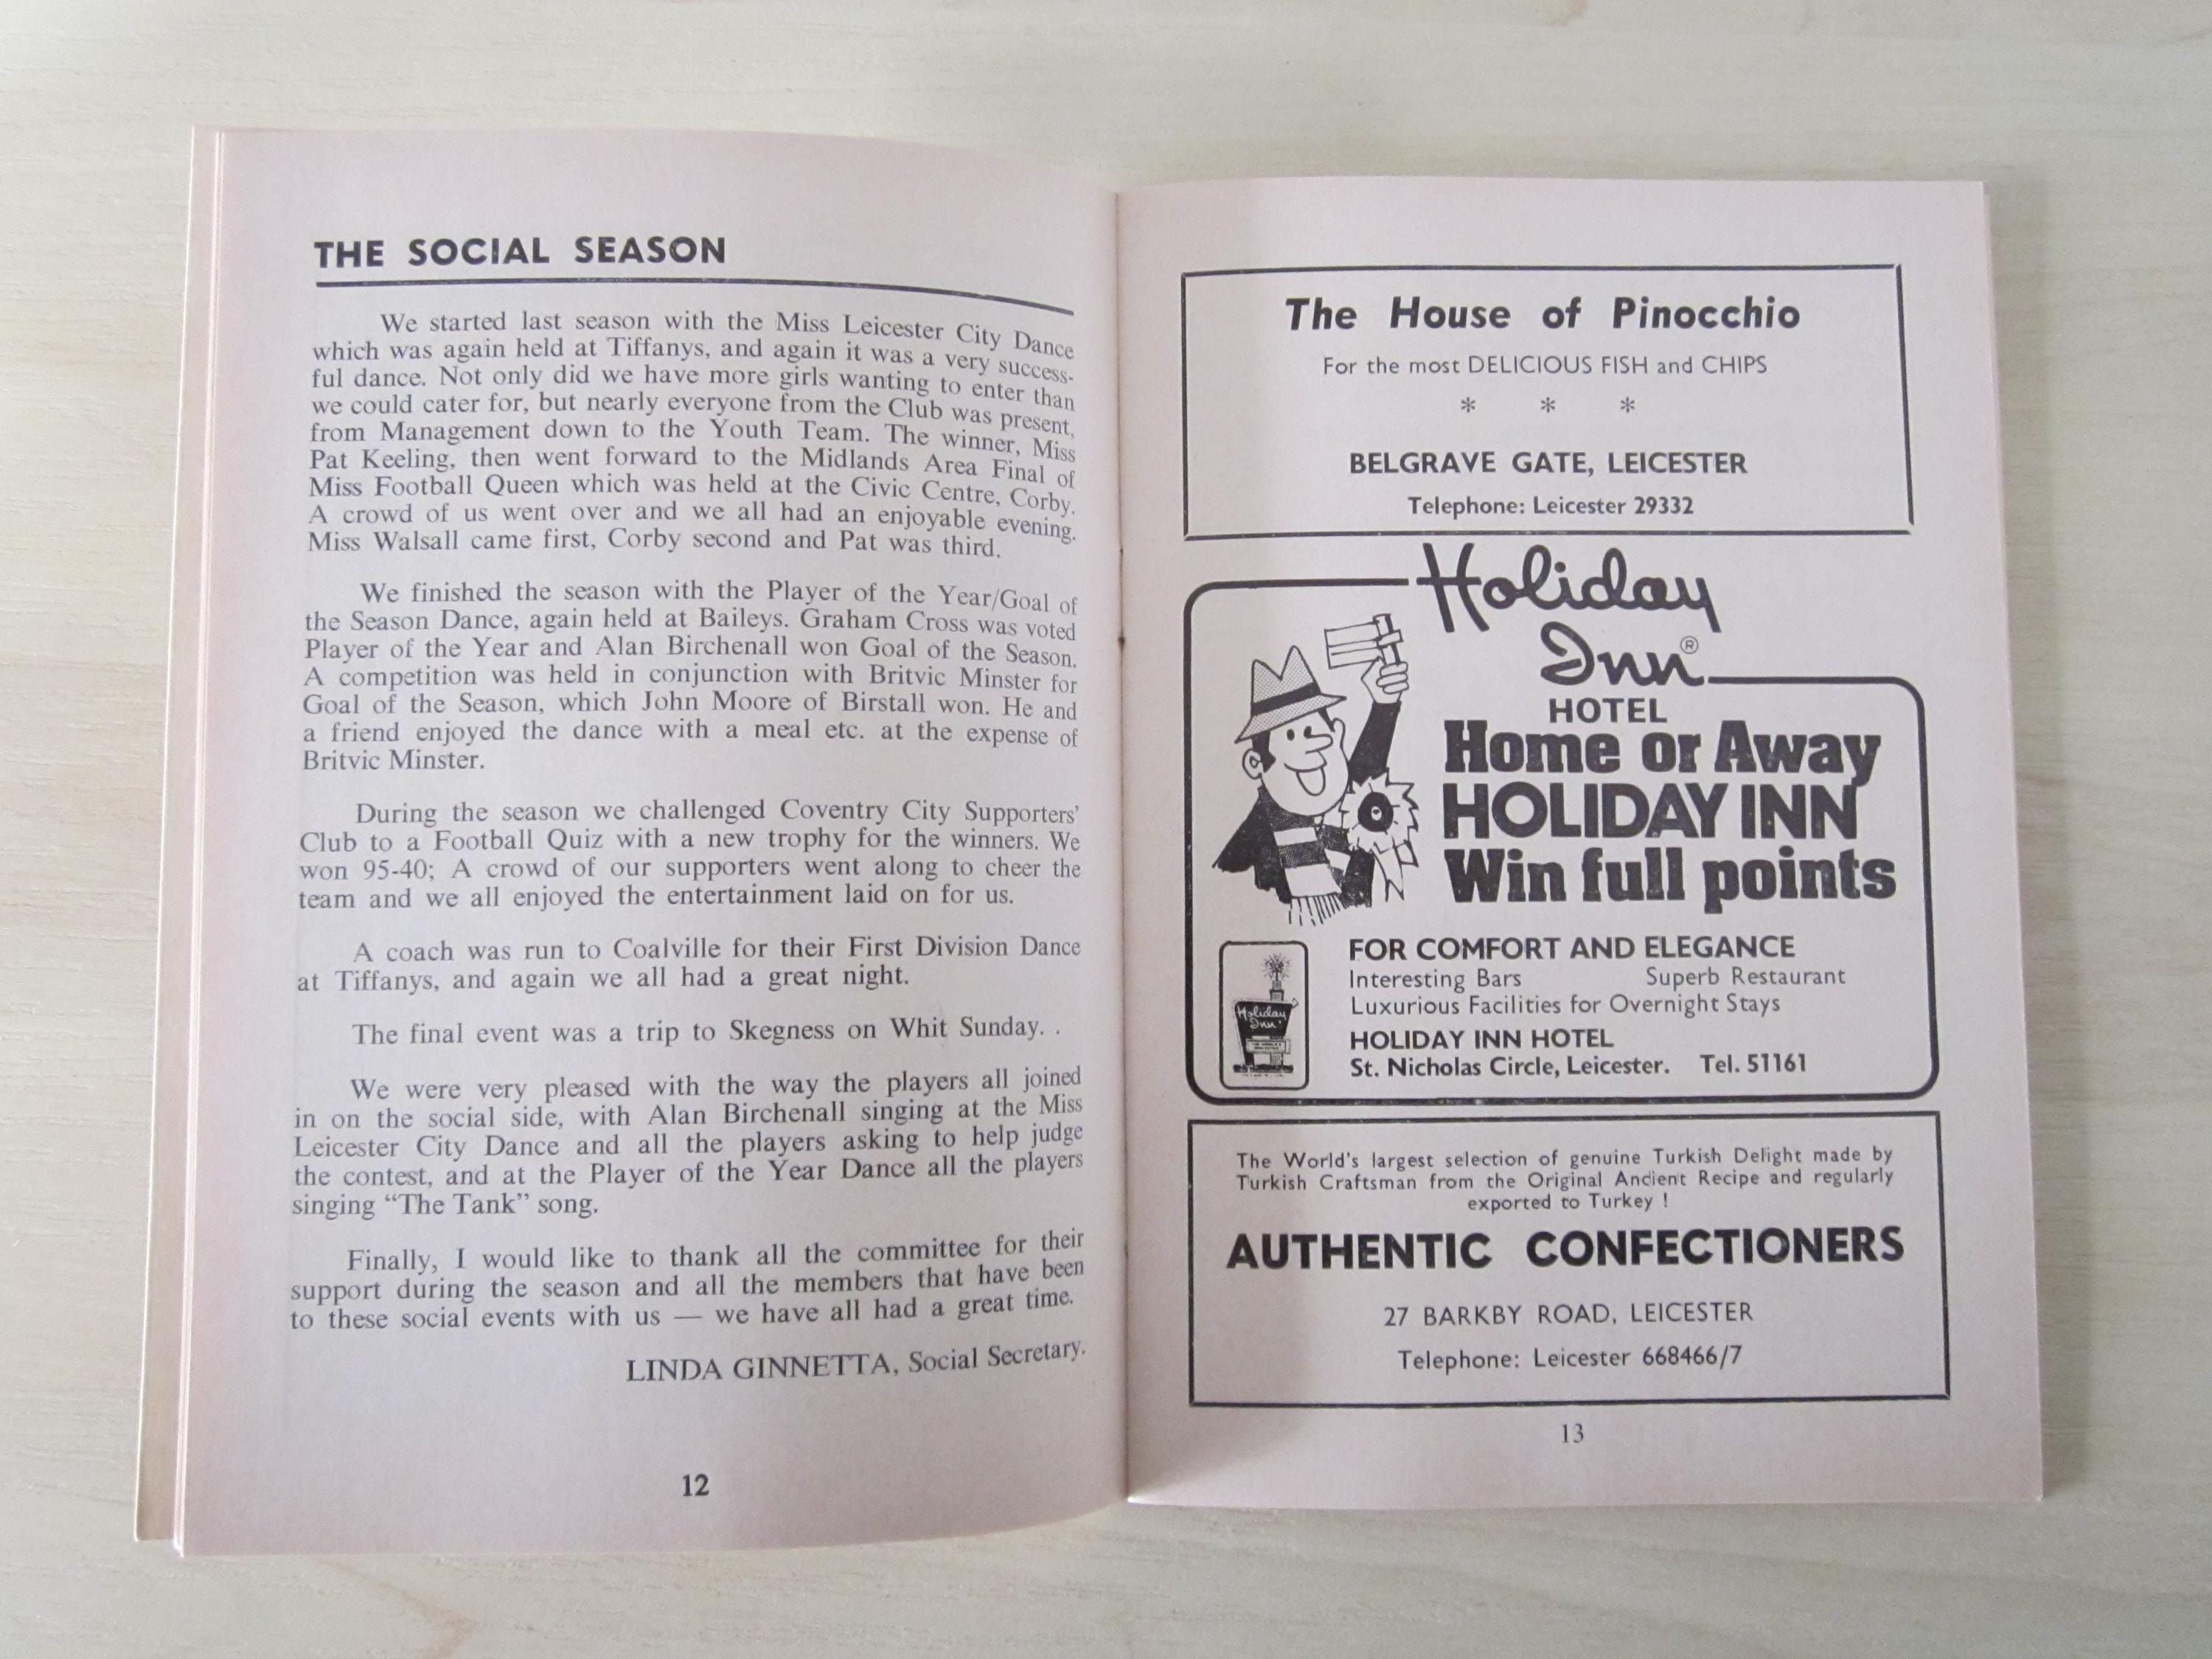 THE SOCIAL SEASON
We started last season with the Miss Leicester City Dance
which was again held at Tiffanys, and again it was a very success-
ful dance. Not only did we have more girls wanting to enter than
we could cater for, but nearly everyone from the Club was present,
from Management down to the Youth Team. The winner, Miss
Pat Keeling, then went forward to the Midlands Area Final of
Miss Football Queen which was held at the Civic Centre, Corby.
A crowd of us went over and we all had an enjoyable evening.
Miss Walsall came first, Corby second and Pat was third.
We finished the season with the Player of the Year/Goal of
the Season Dance, again held at Baileys. Graham Cross was voted
Player of the Year and Alan Birchenall won Goal of the Season.
A competition was held in conjunction with Britvic Minster for
Goal of the Season, which John Moore of Birstall won. He and
a friend enjoyed the dance with a meal etc. at the expense of
Britvic Minster.
During the season we challenged Coventry City Supporters'
Club to a Football Quiz with a new trophy for the winners. We
won 95-40; A crowd of our supporters went along to cheer the
team and we all enjoyed the entertainment laid on for us.
A coach was run to Coalville for their First Division Dance
at Tiffanys, and again we all had a great night.
The final event was a trip to Skegness on Whit Sunday. .
We were very pleased with the way the players all joined
in on the social side, with Alan Birchenall singing at the Miss
Leicester City Dance and all the players asking to help judge
the contest, and at the Player of the Year Dance all the players
singing “The Tank” song.
Finally, I would like to thank all the committee for their
support during the season and all the members that have been
to these social events with us — we have all had a great time.
LINDA GINNETTA, Social Secretary.
12
The House of Pinocchio
For the most DELICIOUS FISH and CHIPS
* * *
BELGRAVE GATE, LEICESTER
Telephone: Leicester 29332
Holiday
Inn®
HOTEL
Home or Away
HOLIDAY INN
Win full points
FOR COMFORT AND ELEGANCE
Interesting Bars Superb Restaurant
Luxurious Facilities for Overnight Stays
HOLIDAY INN HOTEL
St. Nicholas Circle, Leicester. Tel. 51161
Holiday
Inn
The World's largest selection of genuine Turkish Delight made by
Turkish Craftsman from the Original Ancient Recipe and regularly
exported to Turkey !
AUTHENTIC CONFECTIONERS
27 BARKBY ROAD, LEICESTER
Telephone: Leicester 668466/7
13